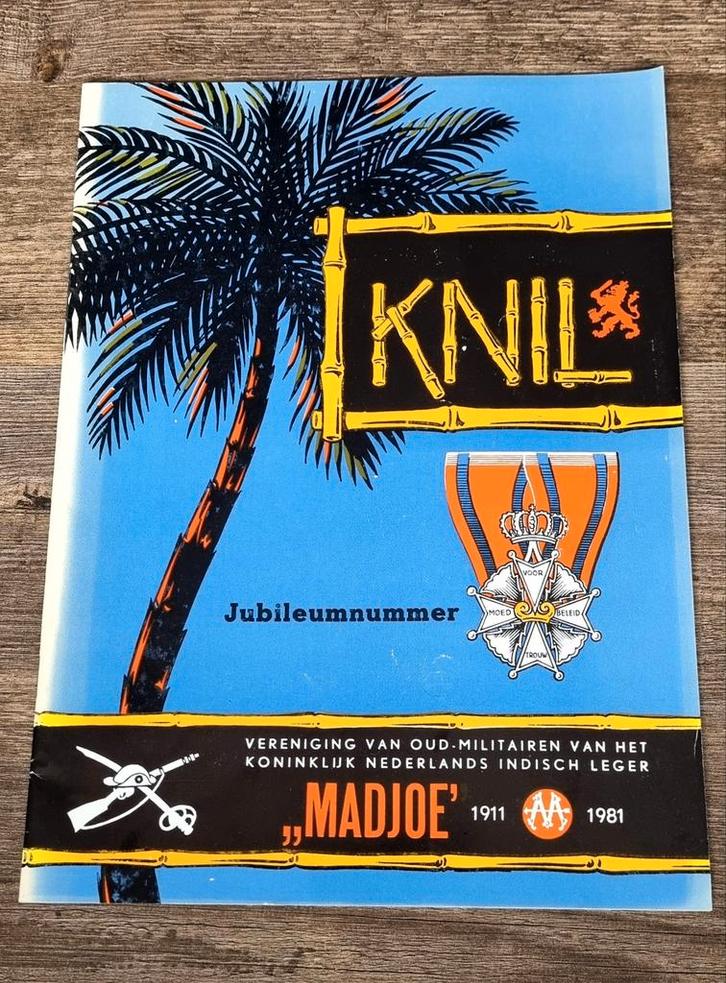 KNIL
VOOR
MOED BELEID
TROUW
Jubileumnummer
VERENIGING VAN OUD-MILITAIREN VAN HET
KONINKLIJK NEDERLANDS INDISCH LEGER
„MADJOE’ 1911 M 1981